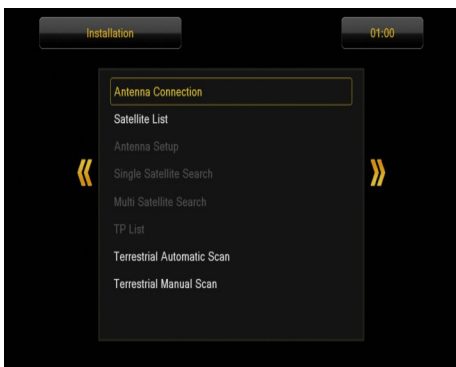 Installation
01:00
Antenna Connection
Satellite List
Antenna Setup
Single Satellite Search
Multi Satellite Search
TP List
Terrestrial Automatic Scan
Terrestrial Manual Scan